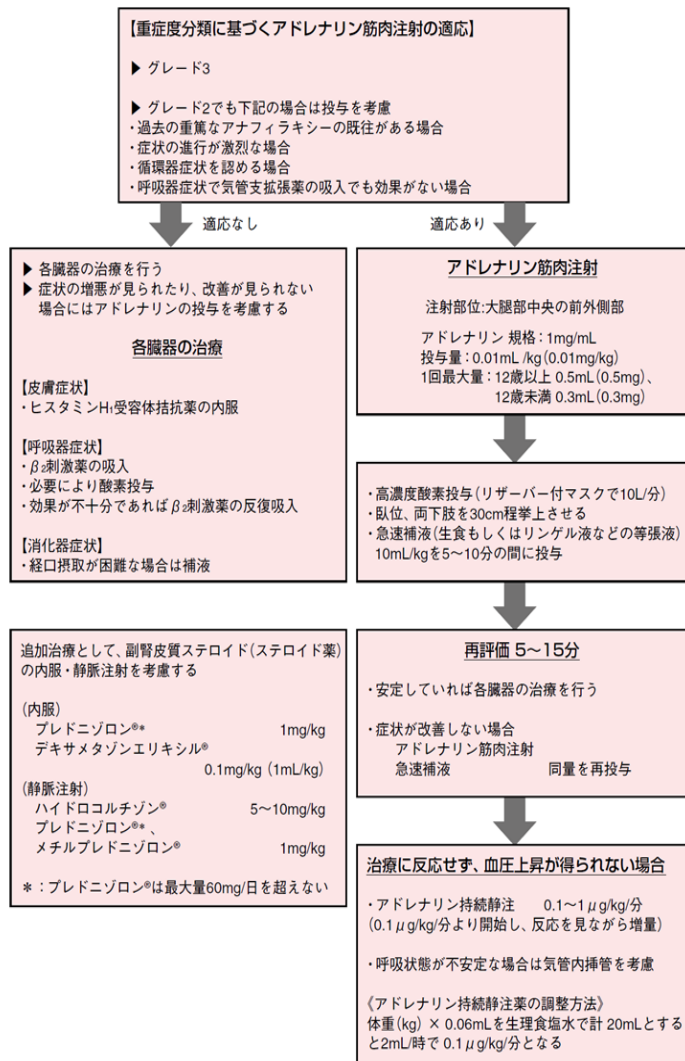 【重症度分類に基づくアドレナリン筋肉注射の適応】
▶ グレード3
▶ グレード2でも下記の場合は投与を考慮
・過去の重篤なアナフィラキシーの既往がある場合
・症状の進行が激烈な場合
・循環器症状を認める場合
・呼吸器症状で気管支拡張薬の吸入でも効果がない場合
適応なし
適応あり
▶ 各臓器の治療を行う
▶ 症状の増悪が見られたり、改善が見られない
場合にはアドレナリンの投与を考慮する
各臓器の治療
【皮膚症状】
・ヒスタミンH₁受容体拮抗薬の内服
【呼吸器症状】
・β₂刺激薬の吸入
・必要により酸素投与
・効果が不十分であればβ₂刺激薬の反復吸入
【消化器症状】
・経口摂取が困難な場合は補液
アドレナリン筋肉注射
注射部位:大腿部中央の前外側部
アドレナリン 規格:1mg/mL
投与量:0.01mL /kg(0.01mg/kg)
1回最大量:12歳以上 0.5mL(0.5mg)、
12歳未満 0.3mL(0.3mg)
・高濃度酸素投与(リザーバー付マスクで10L/分)
・臥位、両下肢を30cm程挙上させる
・急速補液(生食もしくはリンゲル液などの等張液)
10mL/kgを5〜10分の間に投与
追加治療として、副腎皮質ステロイド(ステロイド薬)
の内服・静脈注射を考慮する
(内服)
プレドニゾロン®* 1mg/kg
デキサメタゾンエリキシル®
0.1mg/kg (1mL/kg)
(静脈注射)
ハイドロコルチゾン® 5〜10mg/kg
プレドニゾロン®* 、
メチルプレドニゾロン® 1mg/kg
*:プレドニゾロン®は最大量60mg/日を超えない
再評価 5〜15分
・安定していれば各臓器の治療を行う
・症状が改善しない場合
アドレナリン筋肉注射
急速補液 同量を再投与
治療に反応せず、血圧上昇が得られない場合
・アドレナリン持続静注 0.1〜1μg/kg/分
(0.1μg/kg/分より開始し、反応を見ながら増量)
・呼吸状態が不安定な場合は気管内挿管を考慮
《アドレナリン持続静注薬の調整方法》
体重(kg) × 0.06mLを生理食塩水で計 20mLとする
と2mL/時で 0.1μg/kg/分となる